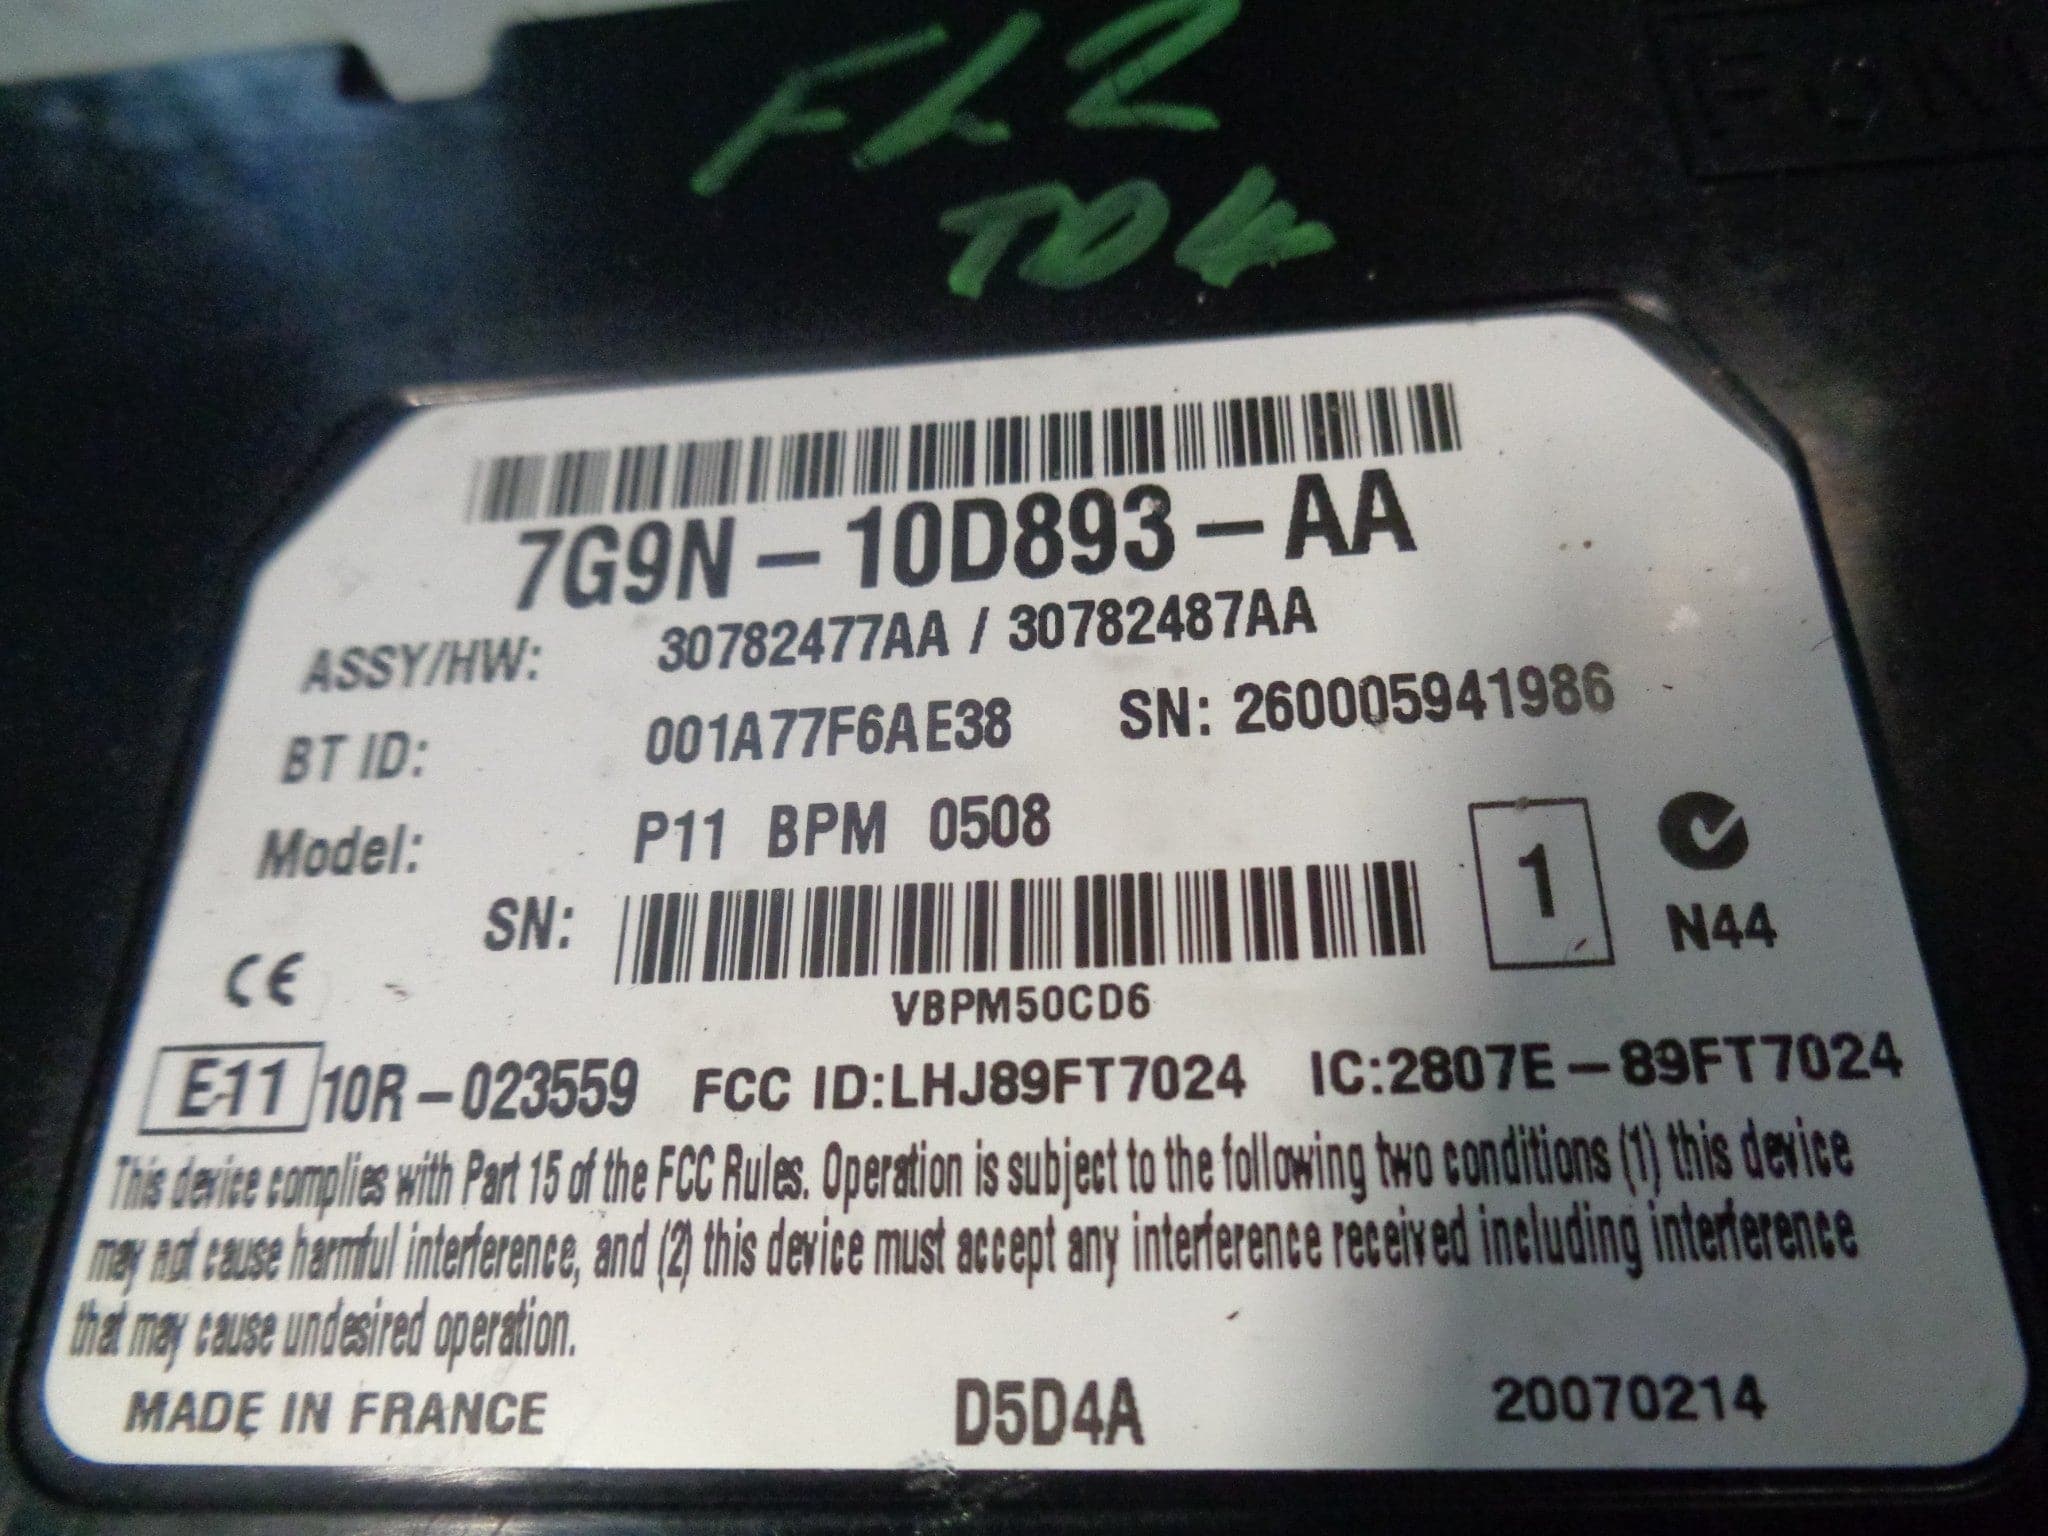 FL2
TOK
7G9N-10D893-AA
ASSY/HW: 30782477AA / 30782487AA
BT ID: 001A77F6AE38 SN: 260005941986
Model: P11 BPM 0508
1
SN:
N44
CE
VBPM50CD6
E11 10R-023559 FCC ID:LHJ89FT7024 IC:2807E-89FT7024
This device complies with Part 15 of the FCC Rules. Operation is subject to the following two conditions (1) this device
may not cause harmful interference, and (2) this device must accept any interference received including interference
that may cause undesired operation.
MADE IN FRANCE D5D4A 20070214